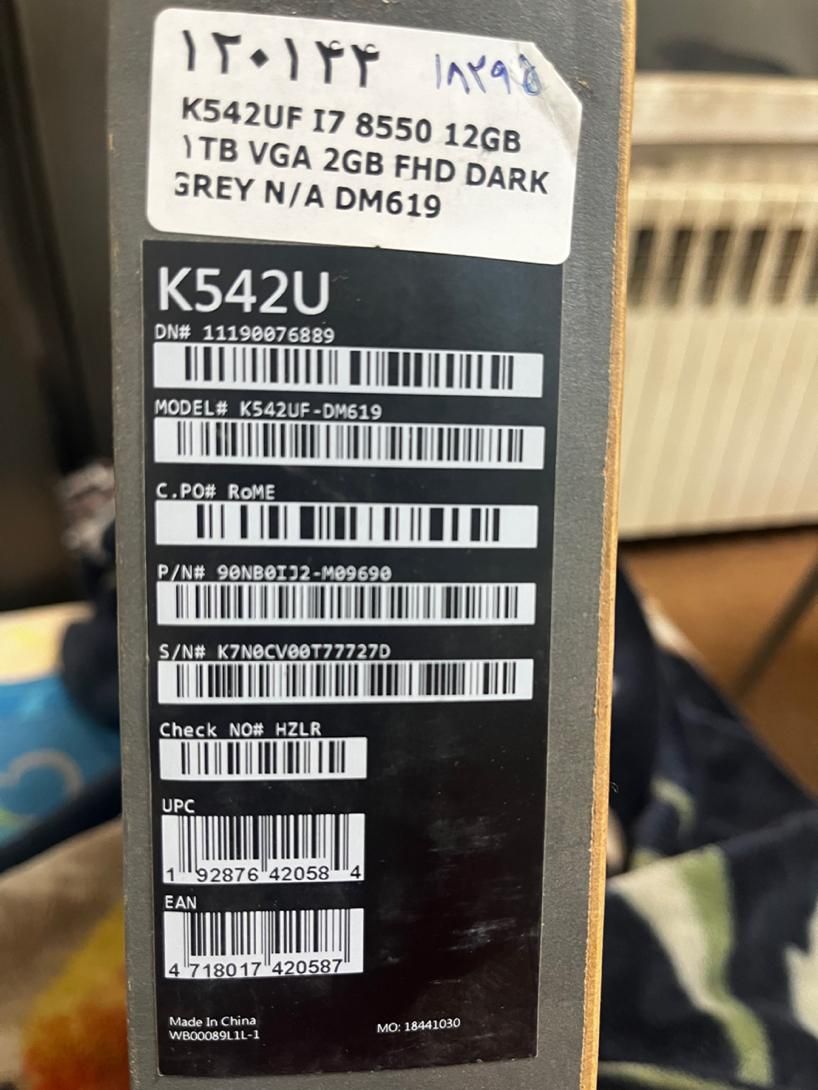 ۱۲۰۱۴۴ ۱۸۲۹۵
K542UF I7 8550 12GB
1TB VGA 2GB FHD DARK
GREY N/A DM619
K542U
DN# 11190076889
MODEL# K542UF-DM619
C.PO# RoME
P/N# 90NB0IJ2-M09690
S/N# K7N0CV00T77727D
Check NO# HZLR
UPC
1 92876 42058 4
EAN
4 718017 420587
Made In China
WB00089L1L-1
MO: 18441030